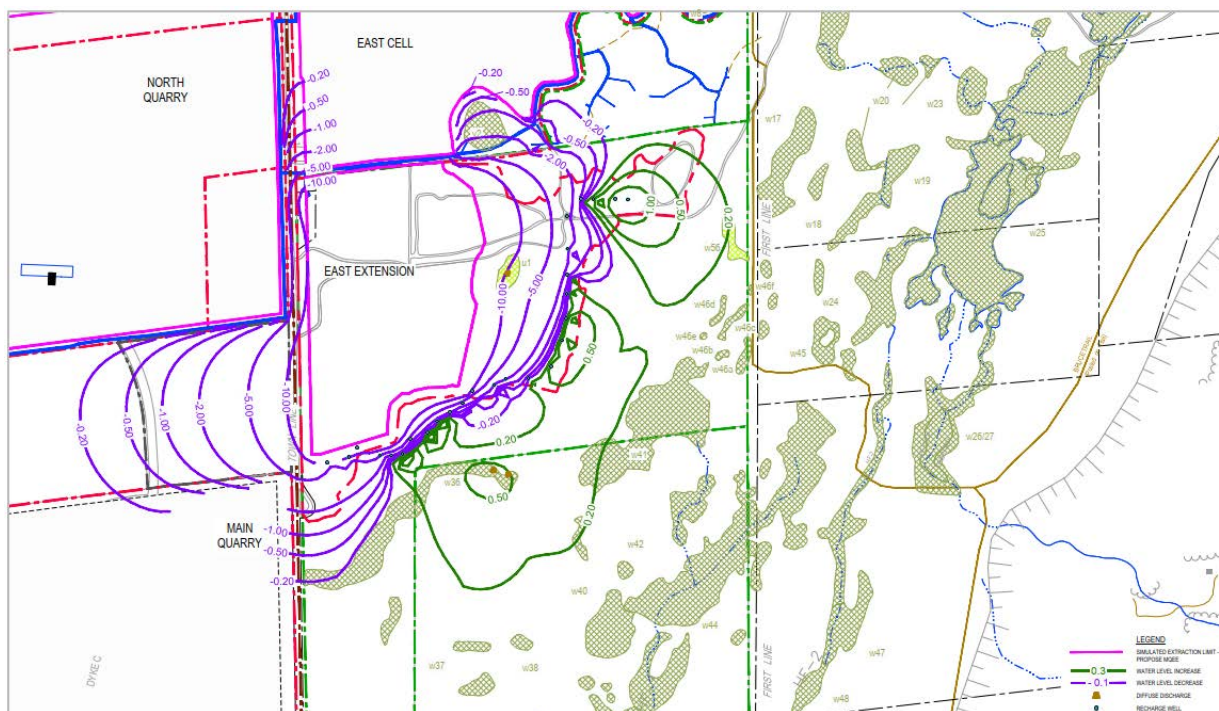 EAST CELL
NORTH
QUARRY
-0.20
-0.50
-1.00
-2.00
-5.00
-10.00
-0.20
-0.50
-0.20
-0.50
-2.00
w17
w20
w23
w19
w18
w25
1.00
0.50
0.20
w56
FIRST LINE
EAST EXTENSION
u1
-10.00
-5.00
w46f
w46d
w24
w46c
w46e
w46b
w46a
w45
0.50
-0.20
-0.50
-1.00
-2.00
-5.00
-10.00
-0.20
0.20
w41
w26/27
w36
0.50
0.20
MAIN
QUARRY
-1.00
-0.50
-0.20
w42
w40
w44
w37
w38
w47
w48
DYKE C
FIRST LINE
LEGEND
SIMULATED EXTRACTION LIMIT -
PROPOSE MQEE
0.3 WATER LEVEL INCREASE
-0.1 WATER LEVEL DECREASE
DIFFUSE DISCHARGE
RECHARGE WELL